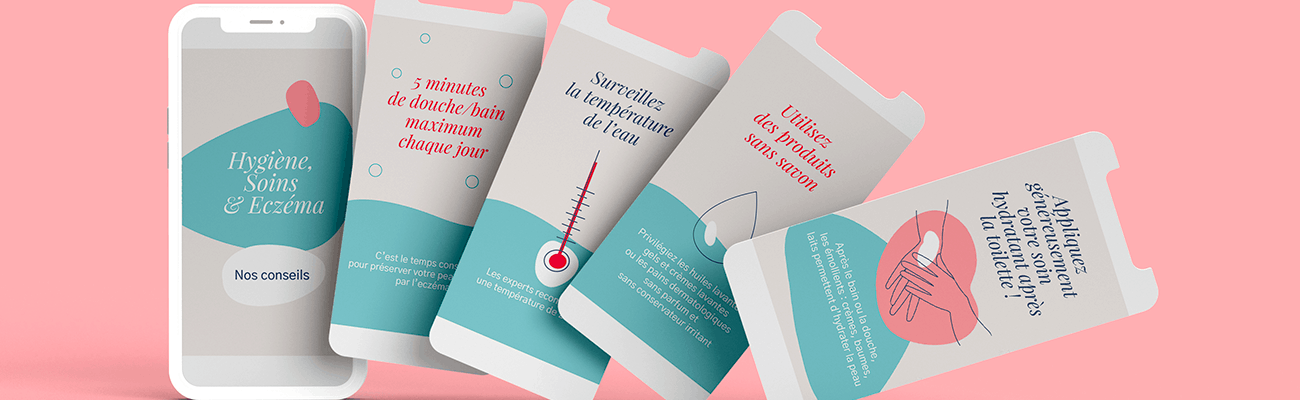 Hygiène,
Soins
& Eczéma
Nos conseils
5 minutes
de douche/bain
maximum
chaque jour
C'est le temps
pour préserver votre
par l'eczéma
Surveillez
la température
de l'eau
Les experts
une température de
Utilisez
des produits
sans savon
Privilégiez les huiles lavantes
gels et crèmes lavantes
ou les pains dermatologiques
sans parfum et
sans conservateur irritant
Appliquez
généreusement
votre soin
hydratant après
la toilette !
Après le bain ou la douche,
les émollients : crèmes, baumes,
laits permettent d'hydrater la peau